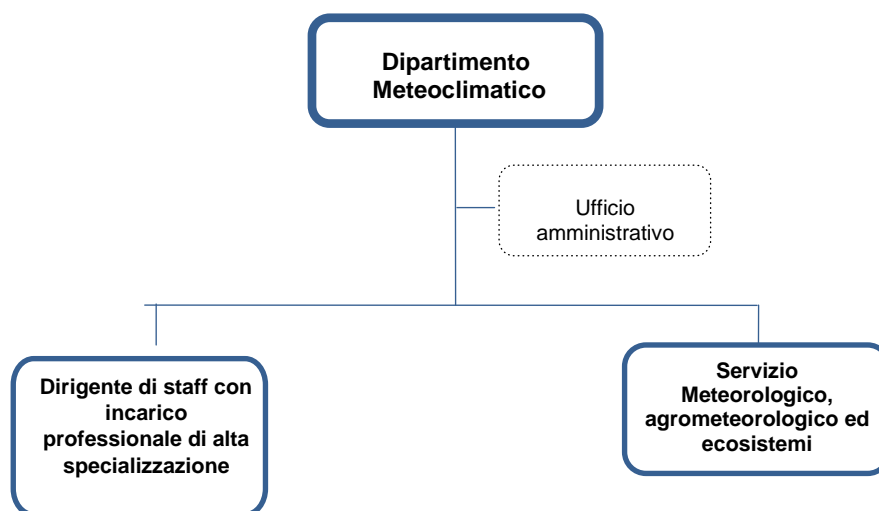 Dipartimento
Meteoclimatico
Ufficio
amministrativo
Dirigente di staff con
incarico
professionale di alta
specializzazione
Servizio
Meteorologico,
agrometeorologico ed
ecosistemi